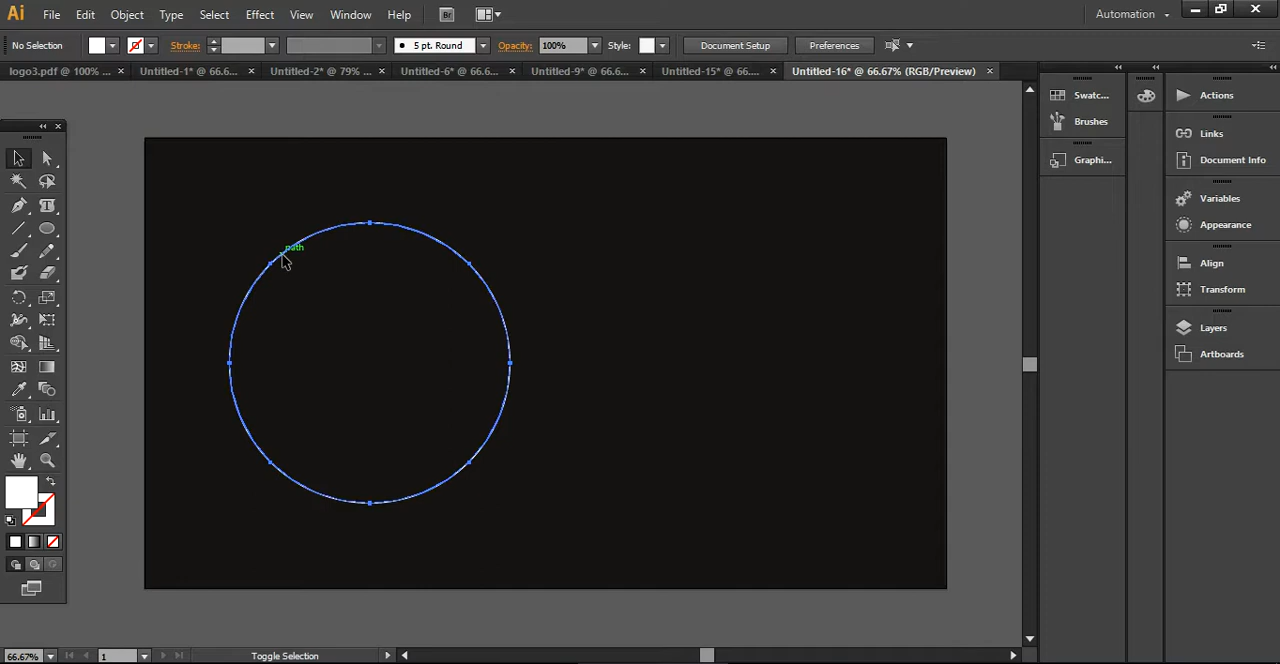 Ai File Edit Object Type Select Effect View Window Help Br Automation
No Selection Stroke: 5 pt. Round Opacity: 100% Style: Document Setup Preferences
logo3.pdf @ 100% ... × Untitled-1* @ 66.6... × Untitled-2* @ 79% ... × Untitled-6* @ 66.6... × Untitled-9* @ 66.6... × Untitled-15* @ 66.... × Untitled-16* @ 66.67% (RGB/Preview) ×
Swatc...
Brushes
Graphi...
Actions
Links
Document Info
Variables
Appearance
Align
Transform
Layers
Artboards
path
66.67% 1 Toggle Selection